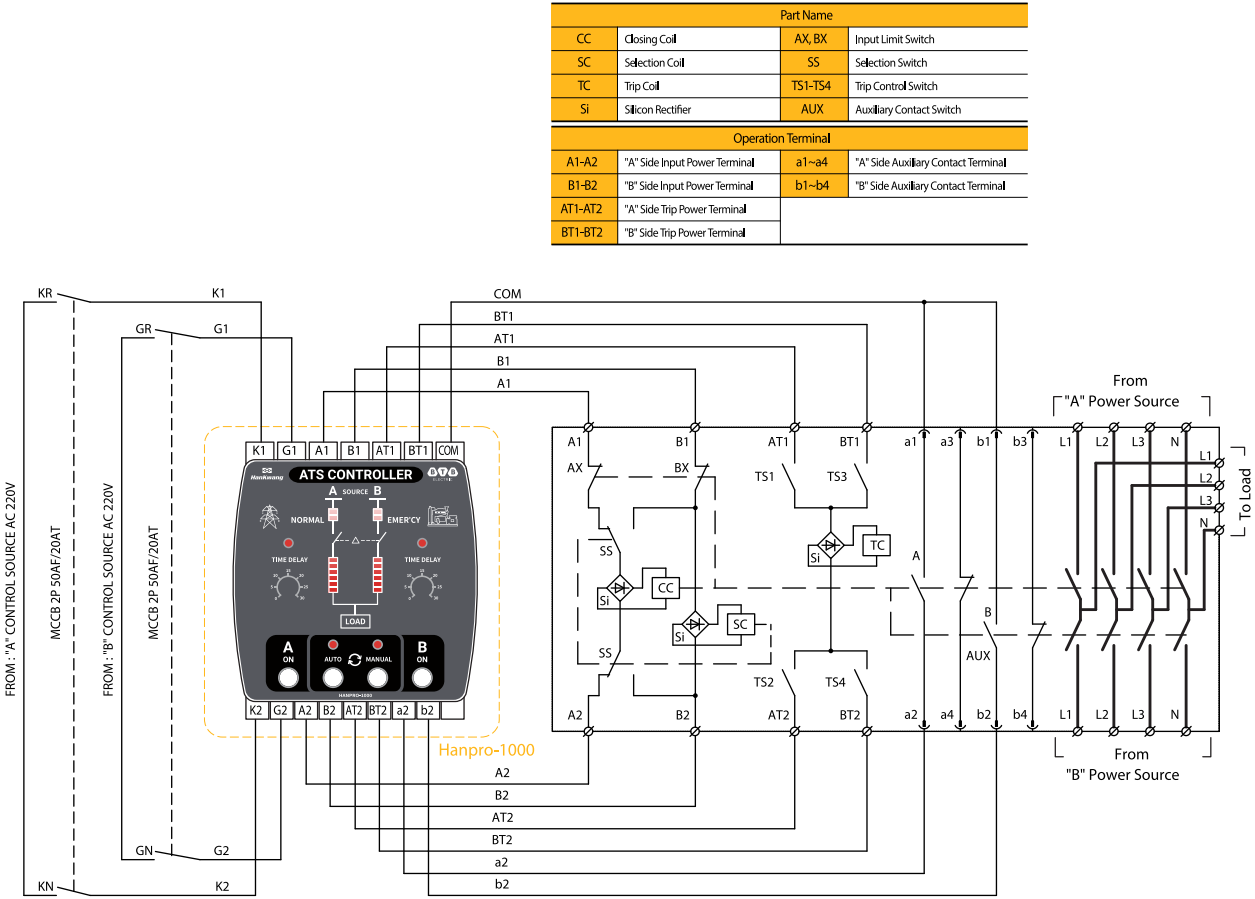 Part Name
CC Closing Coil AX, BX Input Limit Switch
SC Selection Coil SS Selection Switch
TC Trip Coil TS1-TS4 Trip Control Switch
Si Silicon Rectifier AUX Auxiliary Contact Switch
Operation Terminal
A1-A2 "A" Side Input Power Terminal a1~a4 "A" Side Auxiliary Contact Terminal
B1-B2 "B" Side Input Power Terminal b1~b4 "B" Side Auxiliary Contact Terminal
AT1-AT2 "A" Side Trip Power Terminal
BT1-BT2 "B" Side Trip Power Terminal
KR K1 COM
BT1
GR G1
AT1
B1
A1
From
"A" Power Source
FROM : "A" CONTROL SOURCE AC 220V
MCCB 2P 50AF/20AT
FROM : "B" CONTROL SOURCE AC 220V
MCCB 2P 50AF/20AT
K1 G1 A1 B1 AT1 BT1 COM
HanKwang
ATS CONTROLLER
ELECTRIC
A SOURCE B
NORMAL EMER'CY
TIME DELAY TIME DELAY
LOAD
A B
ON AUTO MANUAL ON
HANPRO-1000
K2 G2 A2 B2 AT2 BT2 a2 b2
Hanpro-1000
A1 B1 AT1 BT1 a1 a3 b1 b3 L1 L2 L3 N
L1
L2
L3
N
To Load
AX BX TS1 TS3
SS
Si TC
A
Si CC
B
Si SC
AUX
SS
TS2 TS4
A2 B2 AT2 BT2 a2 a4 b2 b4 L1 L2 L3 N
From
"B" Power Source
A2
B2
AT2
BT2
GN G2
a2
KN K2 b2